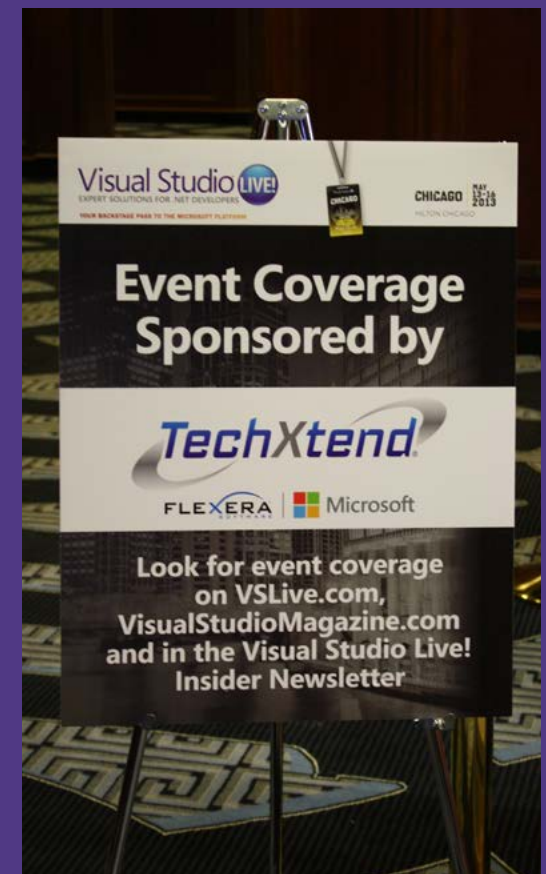 Visual Studio LIVE!
EXPERT SOLUTIONS FOR .NET DEVELOPERS
YOUR BACKSTAGE PASS TO THE MICROSOFT PLATFORM
CHICAGO
CHICAGO
MAY
13-16
2013
HILTON CHICAGO
Event Coverage
Sponsored by
TechXtend
FLEXERA
SOFTWARE
Microsoft
Look for event coverage
on VSLive.com,
VisualStudioMagazine.com
and in the Visual Studio Live!
Insider Newsletter